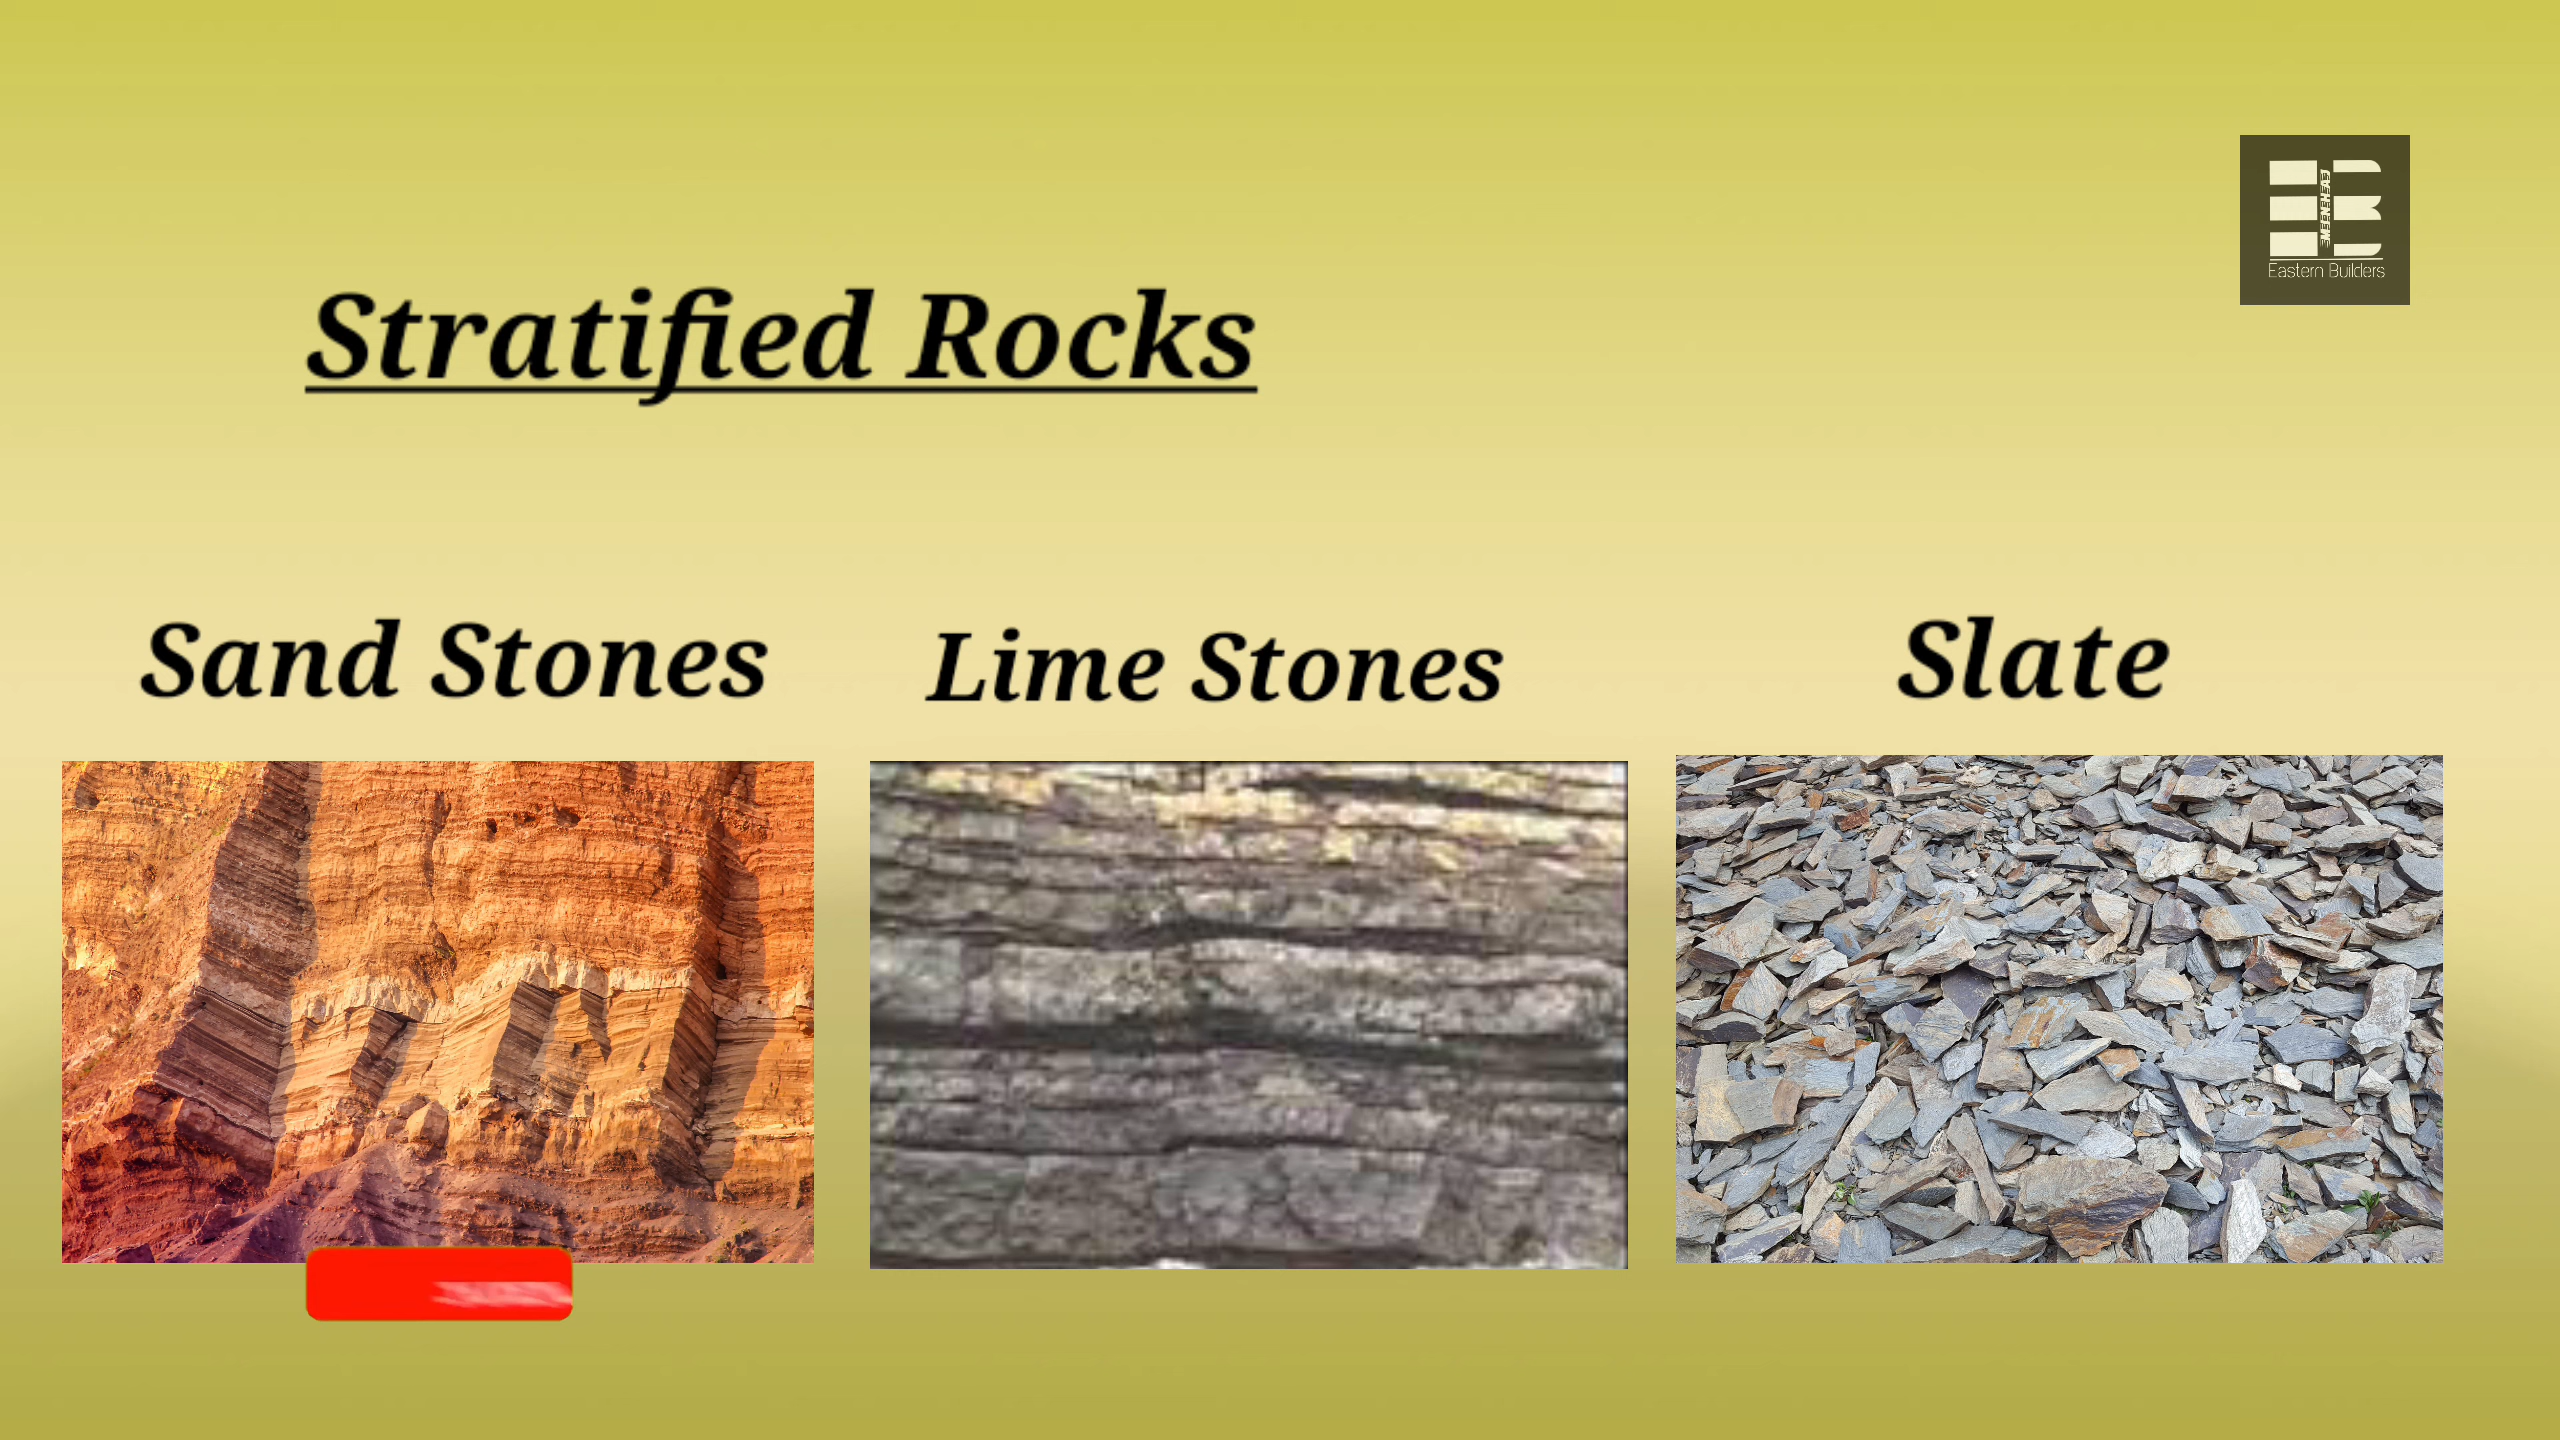 Eastern Builders
Stratified Rocks
Sand Stones
Lime Stones
Slate